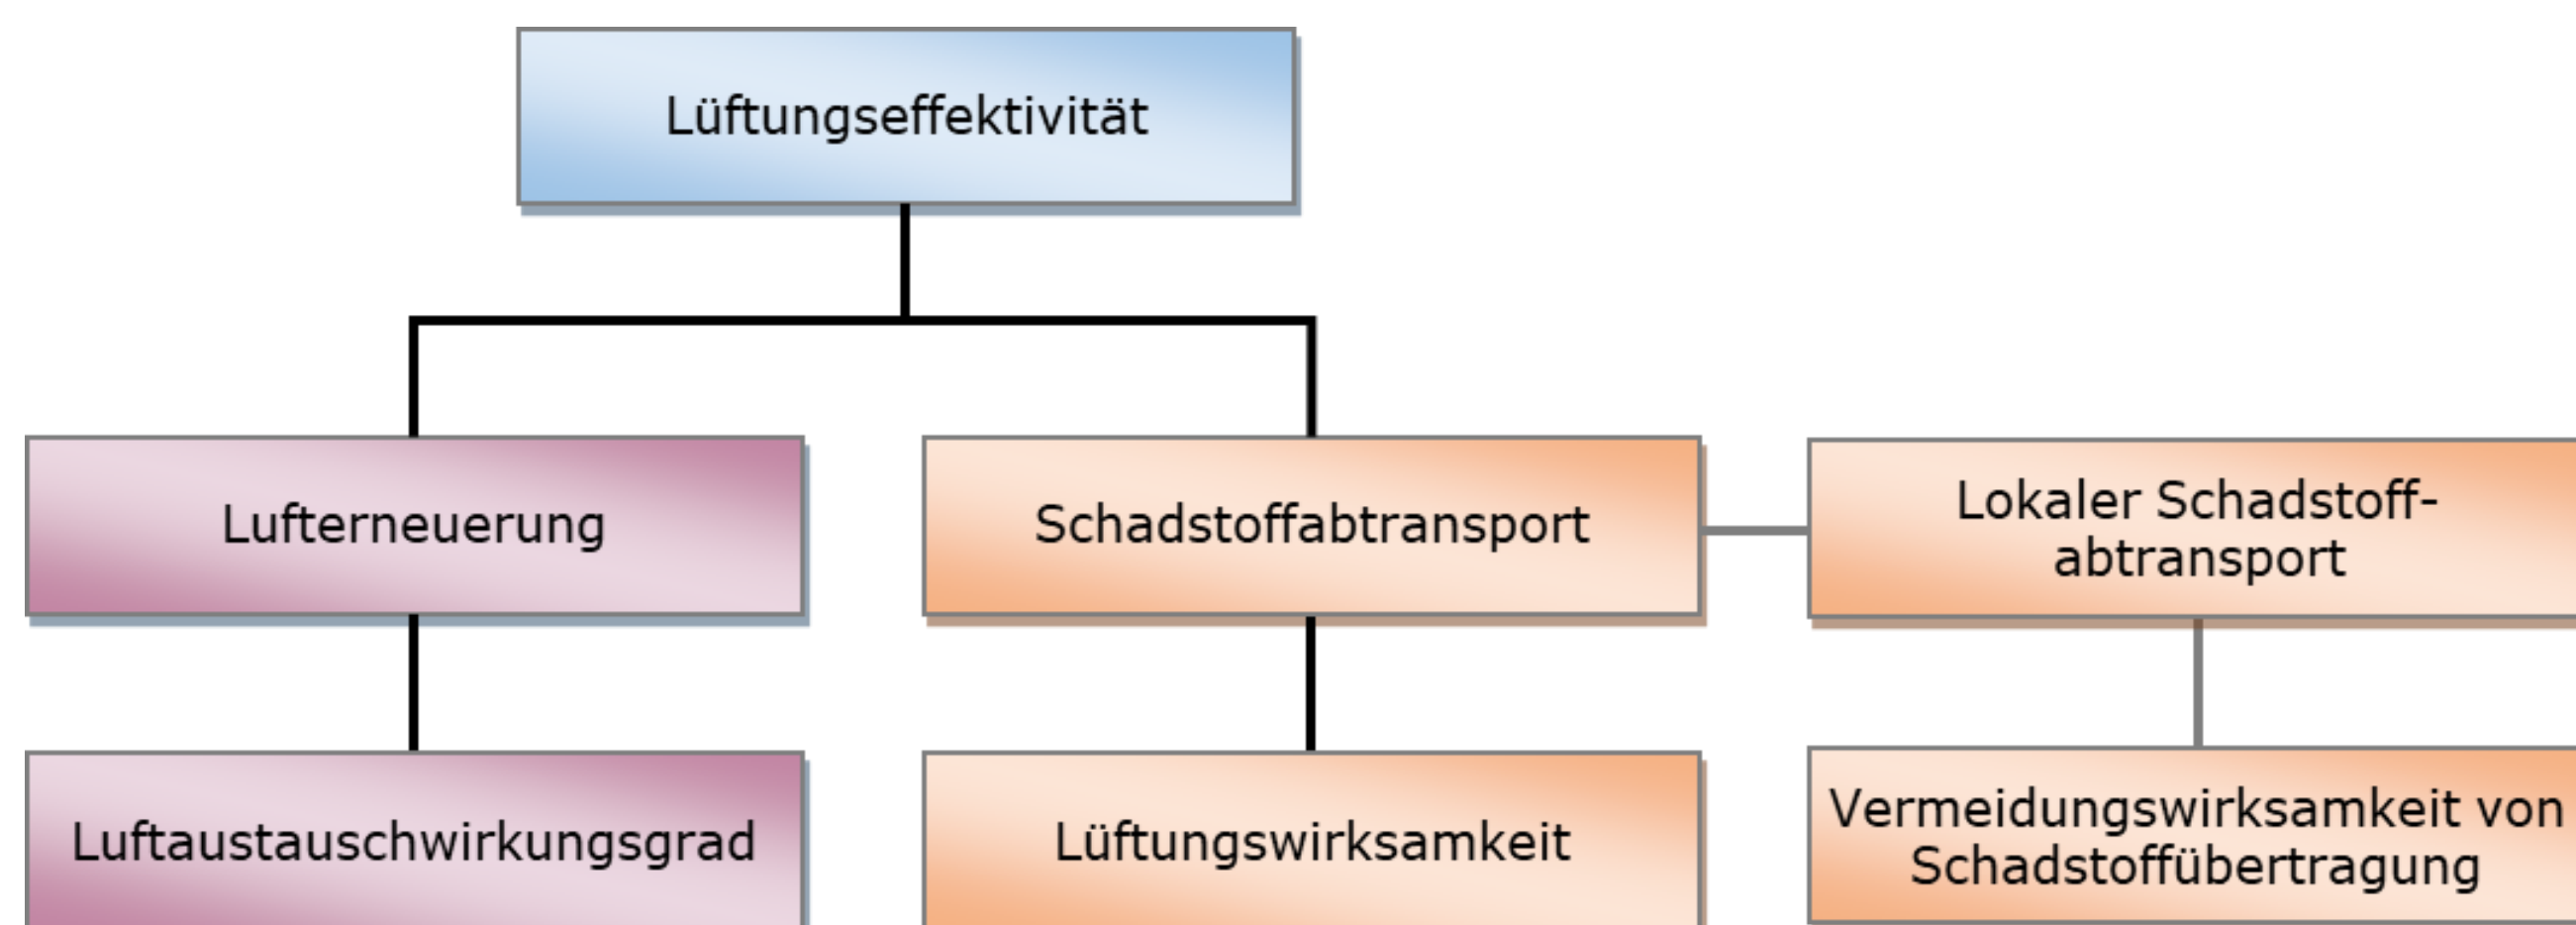 Lüftungseffektivität
Lufterneuerung
Schadstoffabtransport
Lokaler Schadstoff-
abtransport
Luftaustauschwirkungsgrad
Lüftungswirksamkeit
Vermeidungswirksamkeit von
Schadstoffübertragung